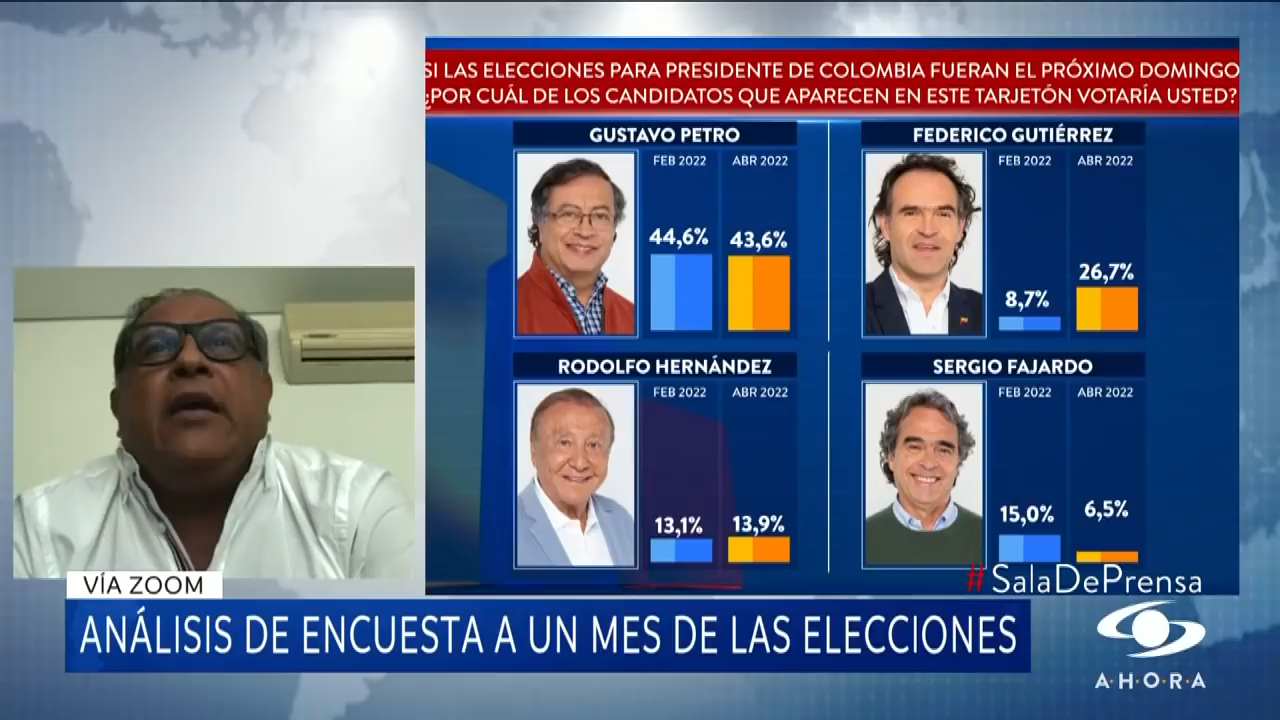 SI LAS ELECCIONES PARA PRESIDENTE DE COLOMBIA FUERAN EL PRÓXIMO DOMINGO
¿POR CUÁL DE LOS CANDIDATOS QUE APARECEN EN ESTE TARJETÓN VOTARÍA USTED?
GUSTAVO PETRO
FEB 2022
ABR 2022
44,6%
43,6%
FEDERICO GUTIÉRREZ
FEB 2022
ABR 2022
8,7%
26,7%
RODOLFO HERNÁNDEZ
FEB 2022
ABR 2022
13,1%
13,9%
SERGIO FAJARDO
FEB 2022
ABR 2022
15,0%
6,5%
#SalaDePrensa
VÍA ZOOM
ANÁLISIS DE ENCUESTA A UN MES DE LAS ELECCIONES
A·H·O·R·A